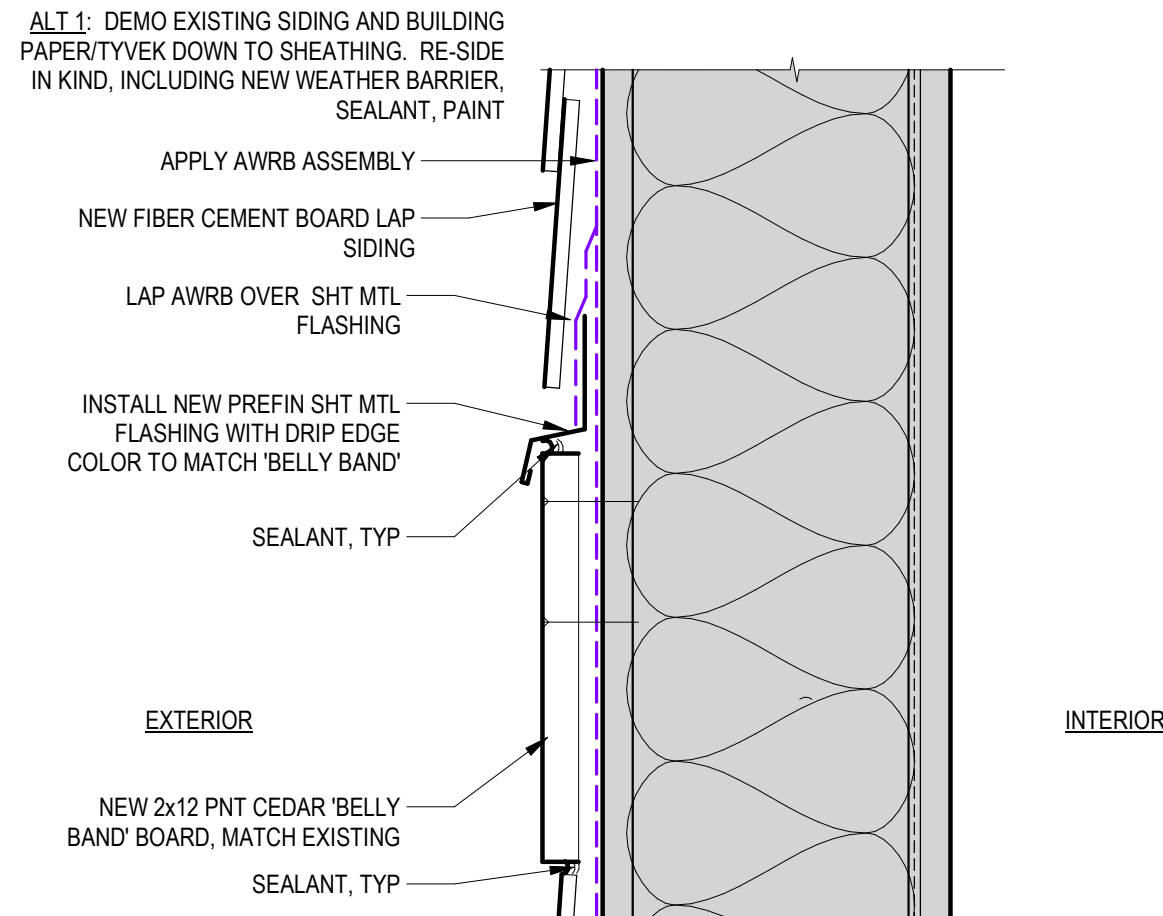 ALT 1: DEMO EXISTING SIDING AND BUILDING
PAPER/TYVEK DOWN TO SHEATHING. RE-SIDE
IN KIND, INCLUDING NEW WEATHER BARRIER,
SEALANT, PAINT
APPLY AWRB ASSEMBLY
NEW FIBER CEMENT BOARD LAP
SIDING
LAP AWRB OVER SHT MTL
FLASHING
INSTALL NEW PREFIN SHT MTL
FLASHING WITH DRIP EDGE
COLOR TO MATCH 'BELLY BAND'
SEALANT, TYP
EXTERIOR
INTERIOR
NEW 2x12 PNT CEDAR 'BELLY
BAND' BOARD, MATCH EXISTING
SEALANT, TYP